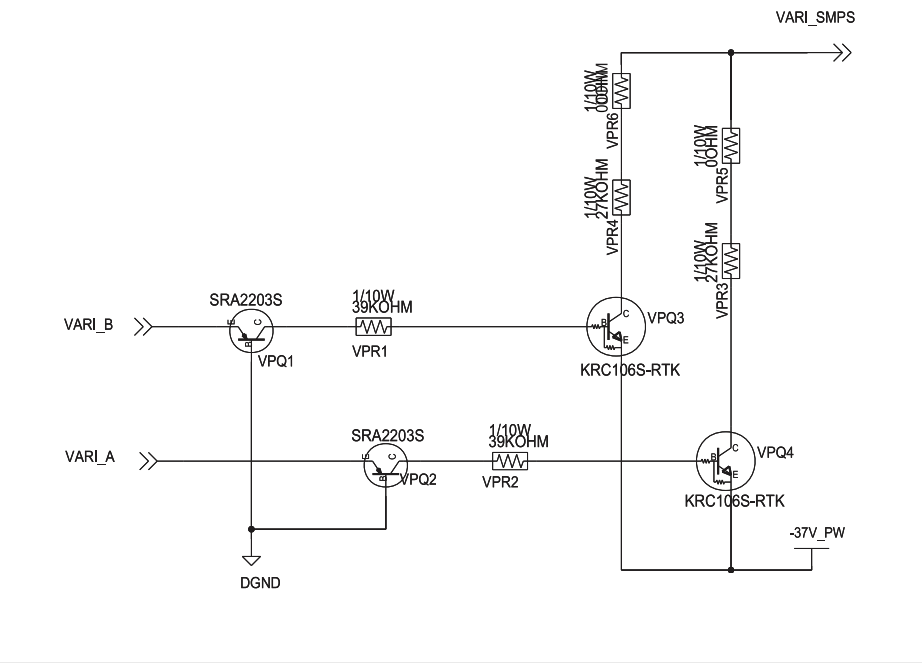 VARI_SMPS
1/10W
0OHM
VPR6
1/10W
0OHM
VPR5
1/10W
27KOHM
VPR4
1/10W
27KOHM
VPR3
SRA2203S
1/10W
39KOHM
VARI_B
E
C
B
VPQ1
VPR1
B
C
E
VPQ3
KRC106S-RTK
SRA2203S
1/10W
39KOHM
VARI_A
E
C
B
VPQ2
VPR2
B
C
E
VPQ4
KRC106S-RTK
-37V_PW
DGND